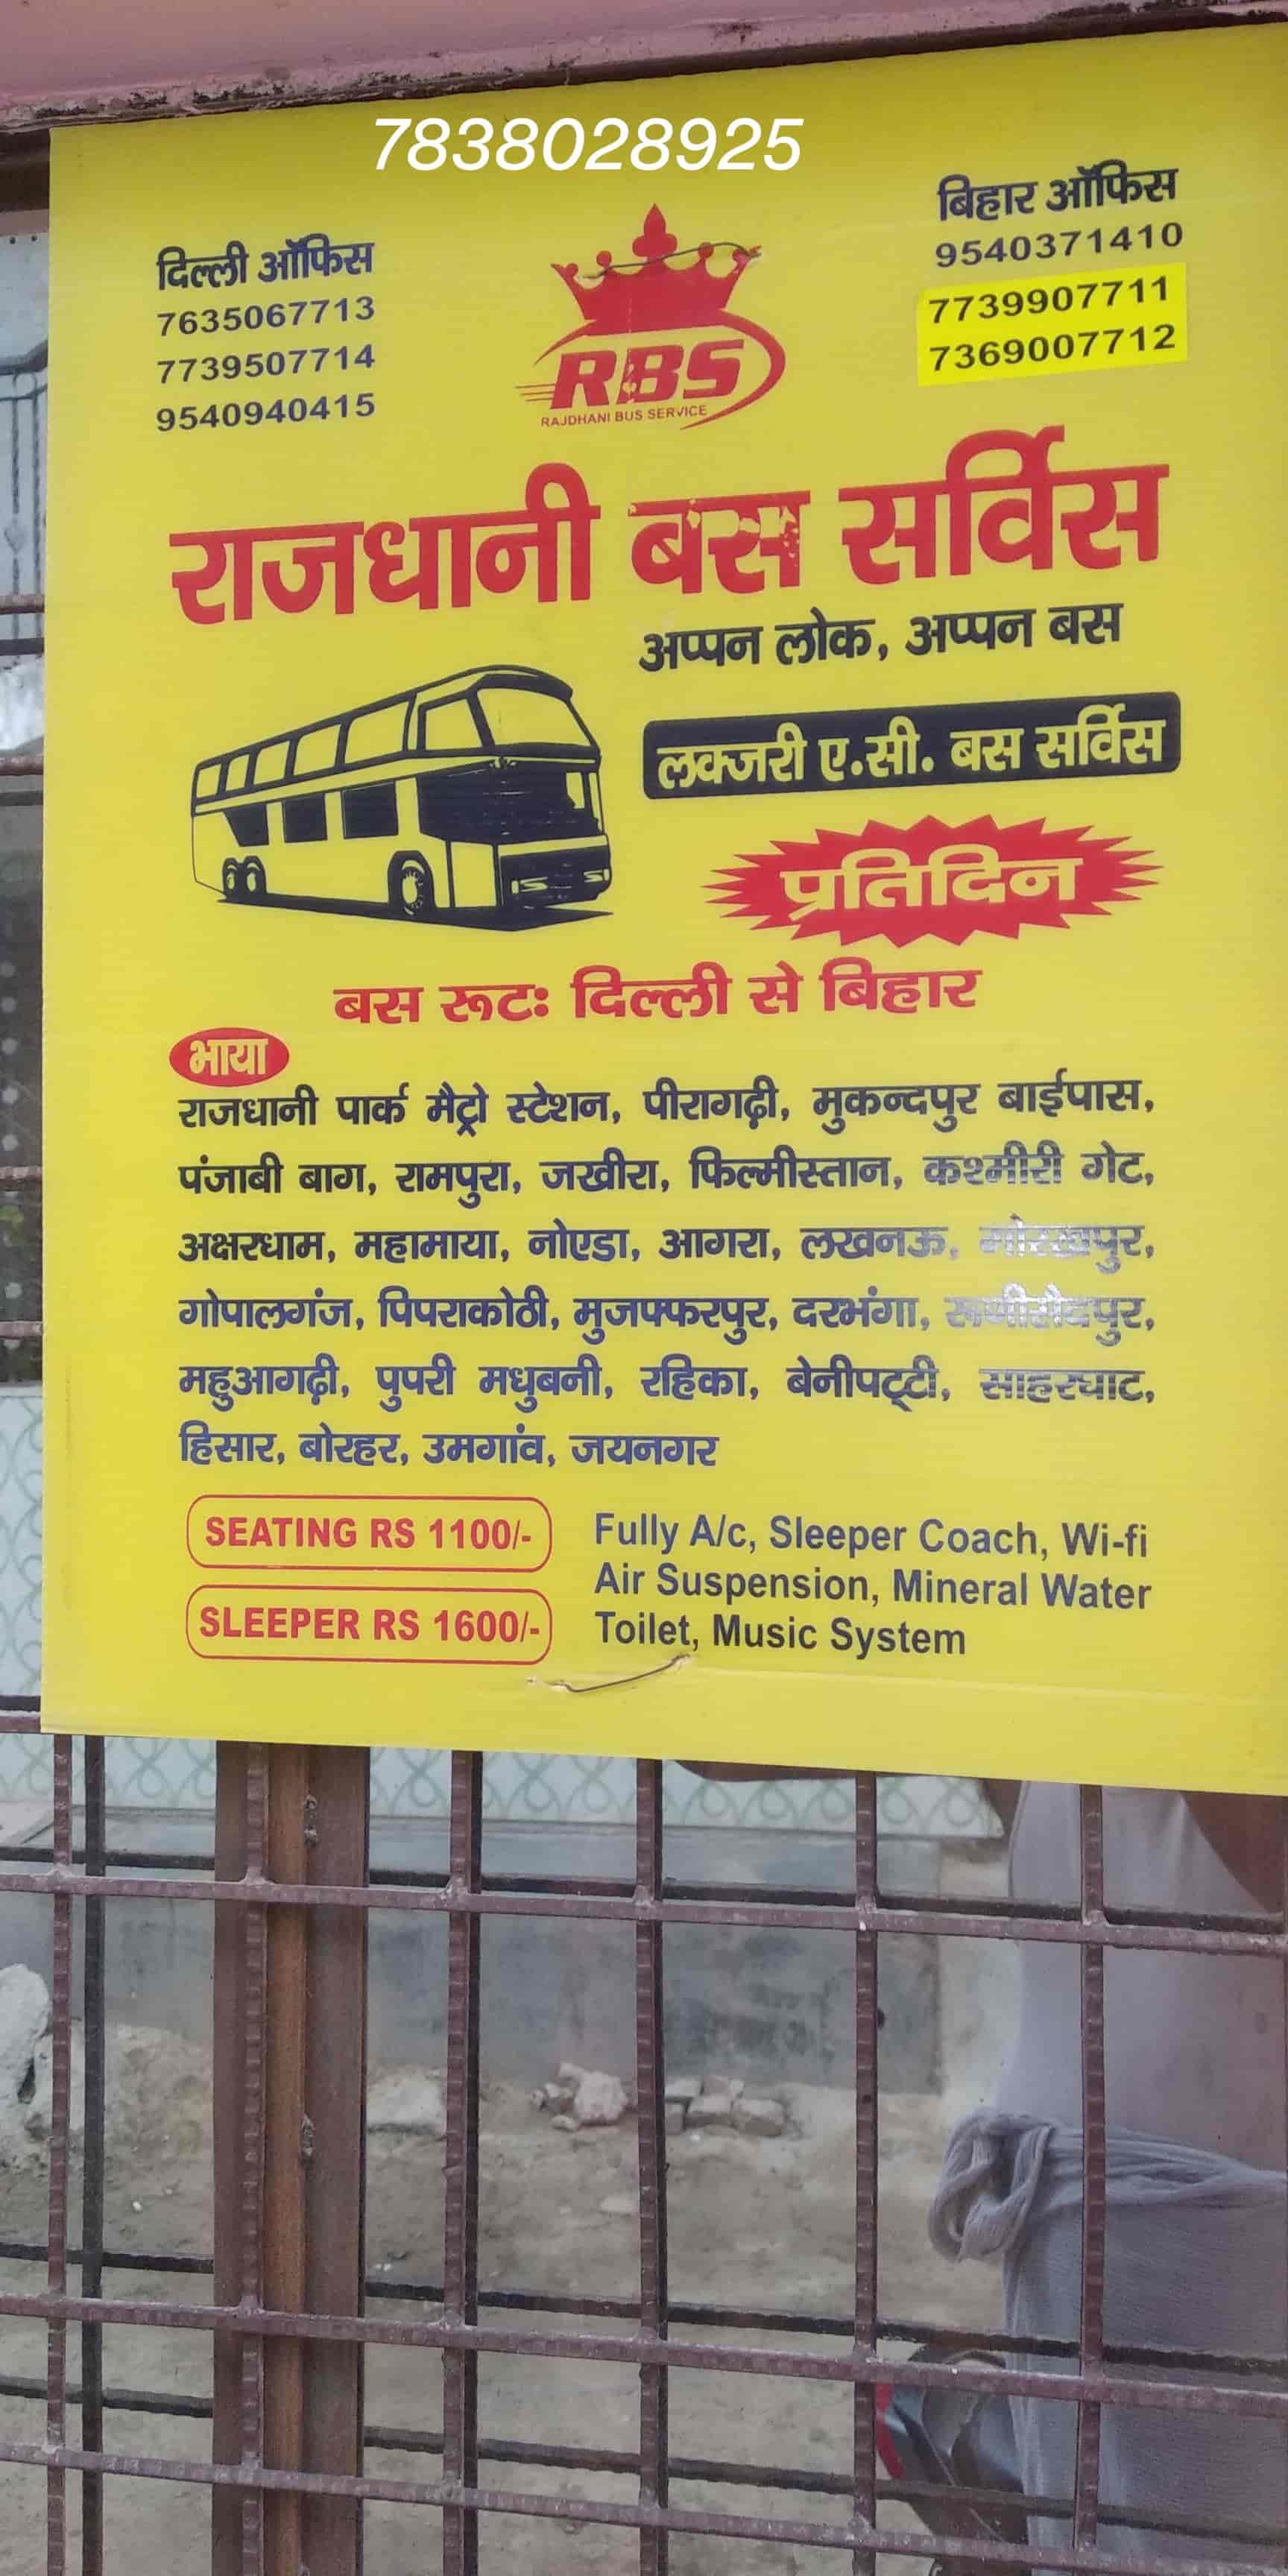 7838028925
दिल्ली ऑफिस
7635067713
7739507714
9540940415
RBS
RAJDHANI BUS SERVICE
बिहार ऑफिस
9540371410
7739907711
7369007712
राजधानी बस सर्विस
अप्पन लोक, अप्पन बस
लक्जरी ए.सी. बस सर्विस
प्रतिदिन
बस रूटः दिल्ली से बिहार
भाया
राजधानी पार्क मैट्रो स्टेशन, पीरागढ़ी, मुकन्दपुर बाईपास,
पंजाबी बाग, रामपुरा, जखीरा, फिल्मीस्तान, कश्मीरी गेट,
अक्षरधाम, महामाया, नोएडा, आगरा, लखनऊ, गोरखपुर,
गोपालगंज, पिपराकोठी, मुजफ्फरपुर, दरभंगा,
महुआगढ़ी, पुपरी मधुबनी, रहिका, बेनीपट्टी, साहरघाट,
हिसार, बोरहर, उमगांव, जयनगर
SEATING RS 1100/-
SLEEPER RS 1600/-
Fully A/c, Sleeper Coach, Wi-fi
Air Suspension, Mineral Water
Toilet, Music System